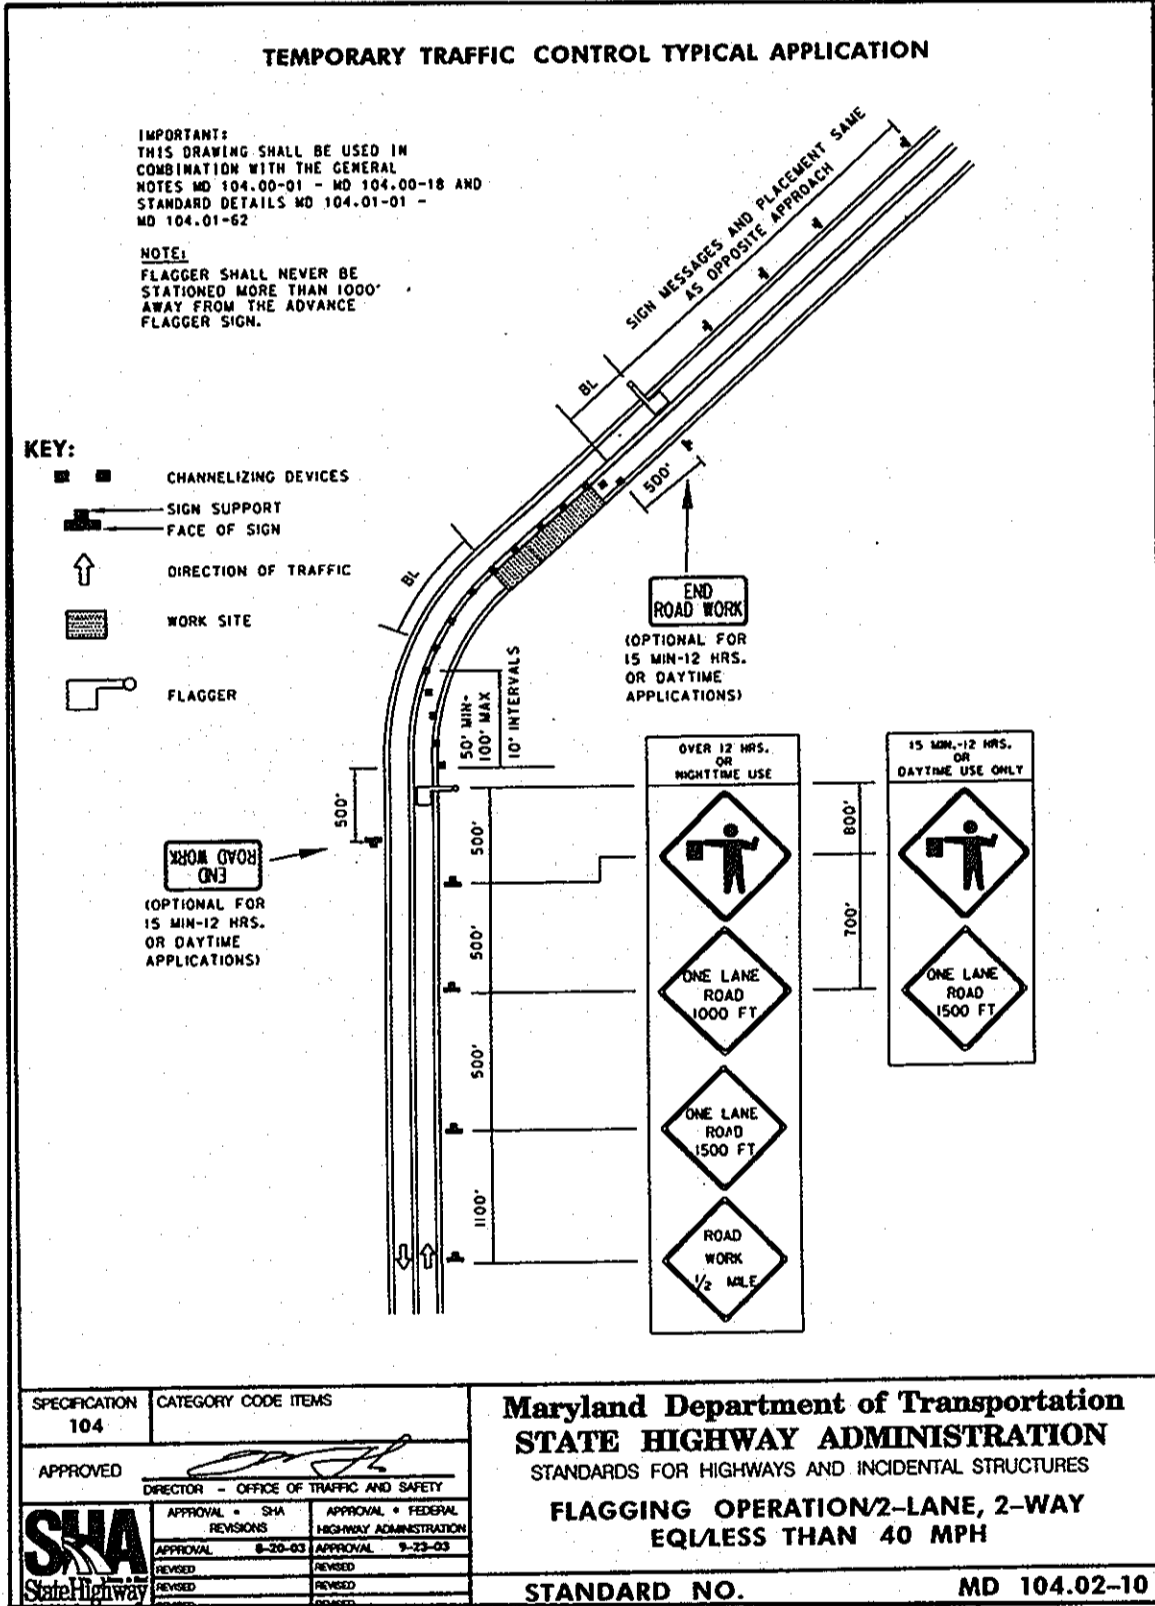 TEMPORARY TRAFFIC CONTROL TYPICAL APPLICATION
IMPORTANT:
THIS DRAWING SHALL BE USED IN
COMBINATION WITH THE GENERAL
NOTES MD 104.00-01 - MD 104.00-18 AND
STANDARD DETAILS MD 104.01-01 -
MD 104.01-62
NOTE:
FLAGGER SHALL NEVER BE
STATIONED MORE THAN 1000'
AWAY FROM THE ADVANCE
FLAGGER SIGN.
SIGN MESSAGES AND PLACEMENT SAME
AS OPPOSITE APPROACH
BL
500'
BL
KEY:
CHANNELIZING DEVICES
SIGN SUPPORT
FACE OF SIGN
DIRECTION OF TRAFFIC
WORK SITE
FLAGGER
END
ROAD WORK
(OPTIONAL FOR
15 MIN-12 HRS.
OR DAYTIME
APPLICATIONS)
50' MIN-
100' MAX
10' INTERVALS
500'
END
ROAD WORK
(OPTIONAL FOR
15 MIN-12 HRS.
OR DAYTIME
APPLICATIONS)
500'
500'
500'
1100'
OVER 12 HRS.
OR
NIGHTTIME USE
ONE LANE
ROAD
1000 FT
ONE LANE
ROAD
1500 FT
ROAD
WORK
1/2 MILE
15 MIN.-12 HRS.
OR
DAYTIME USE ONLY
800'
700'
ONE LANE
ROAD
1500 FT
SPECIFICATION
104
CATEGORY CODE ITEMS
APPROVED
DIRECTOR - OFFICE OF TRAFFIC AND SAFETY
SHA
StateHighway
APPROVAL • SHA
REVISIONS
APPROVAL • FEDERAL
HIGHWAY ADMINISTRATION
APPROVAL 8-20-03
APPROVAL 9-23-03
REVISED
REVISED
REVISED
REVISED
Maryland Department of Transportation
STATE HIGHWAY ADMINISTRATION
STANDARDS FOR HIGHWAYS AND INCIDENTAL STRUCTURES
FLAGGING OPERATION/2-LANE, 2-WAY
EQL/LESS THAN 40 MPH
STANDARD NO. MD 104.02-10